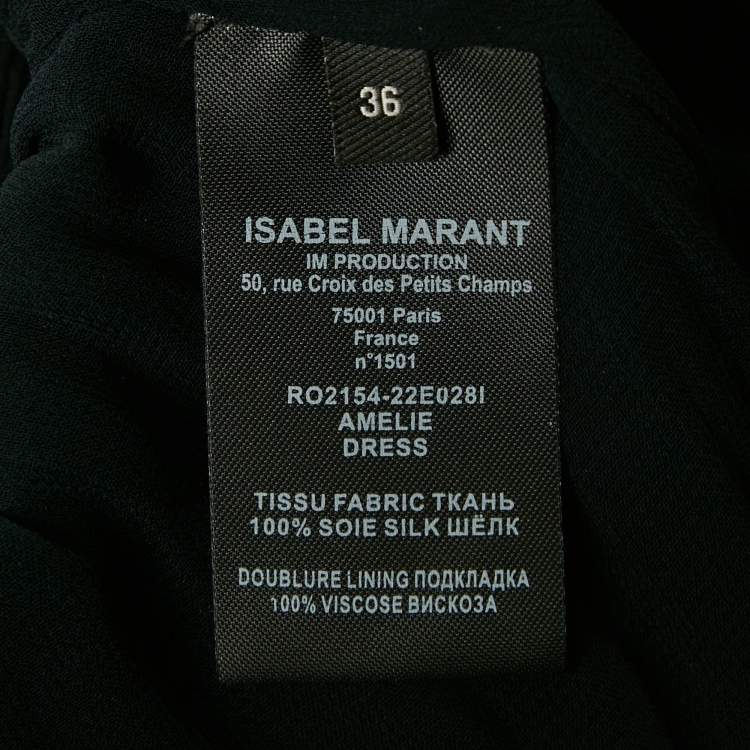 36
ISABEL MARANT
IM PRODUCTION
50, rue Croix des Petits Champs
75001 Paris
France
n°1501
RO2154-22E028I
AMELIE
DRESS
TISSU FABRIC ТКАНЬ
100% SOIE SILK ШЁЛК
DOUBLURE LINING ПОДКЛАДКА
100% VISCOSE ВИСКОЗА